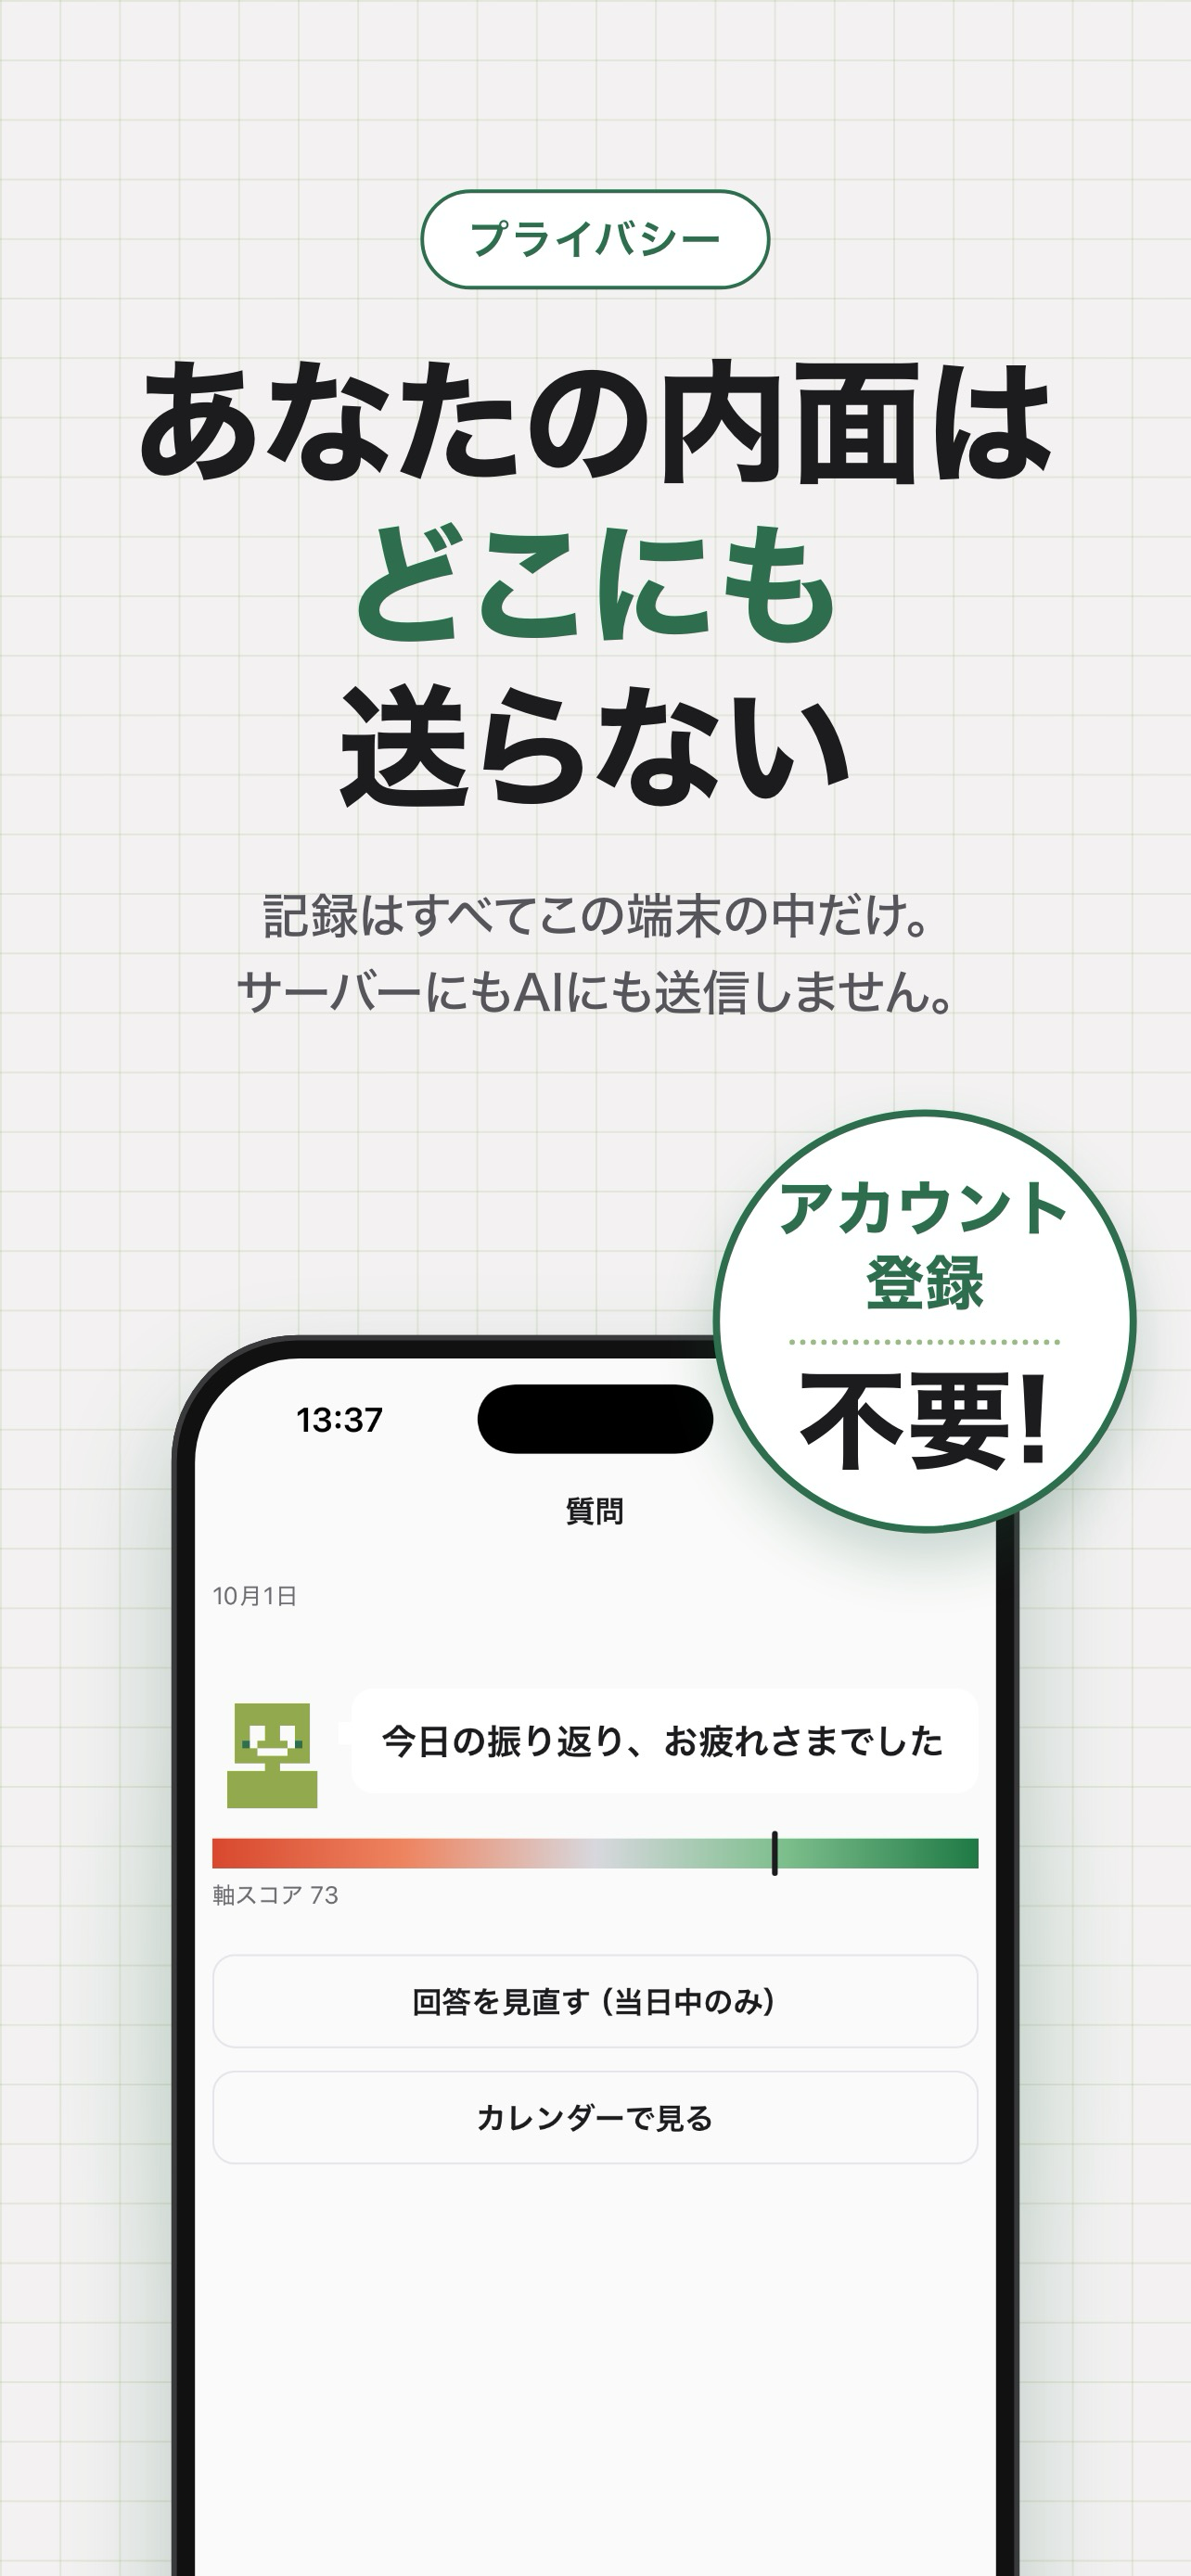 プライバシー
あなたの内面は
どこにも
送らない
記録はすべてこの端末の中だけ。
サーバーにもAIにも送信しません。
アカウント
登録
不要!
13:37
質問
10月1日
今日の振り返り、お疲れさまでした
軸スコア 73
回答を見直す（当日中のみ）
カレンダーで見る